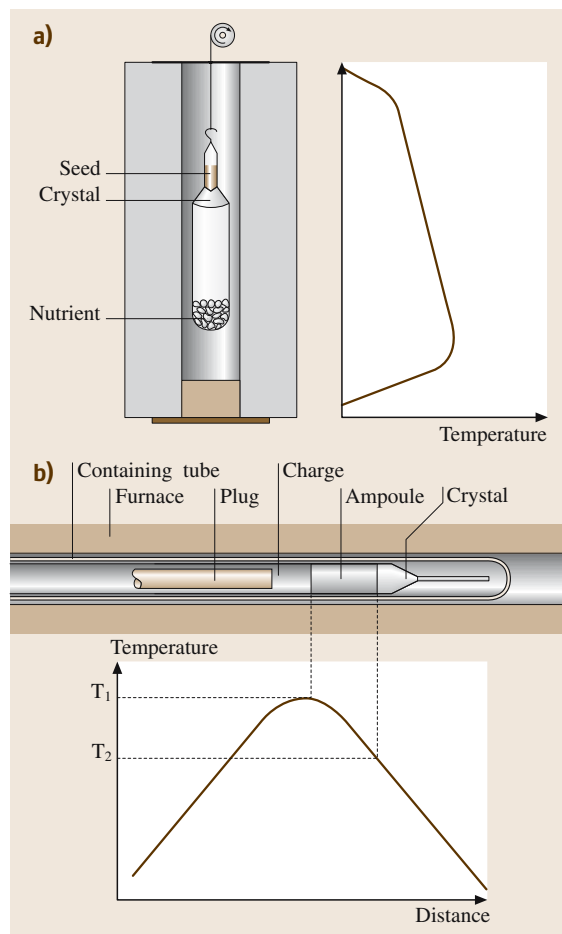 a)
Seed
Crystal
Nutrient
Temperature
b)
Containing tube
Charge
Furnace
Plug
Ampoule
Crystal
Temperature
T1
T2
Distance